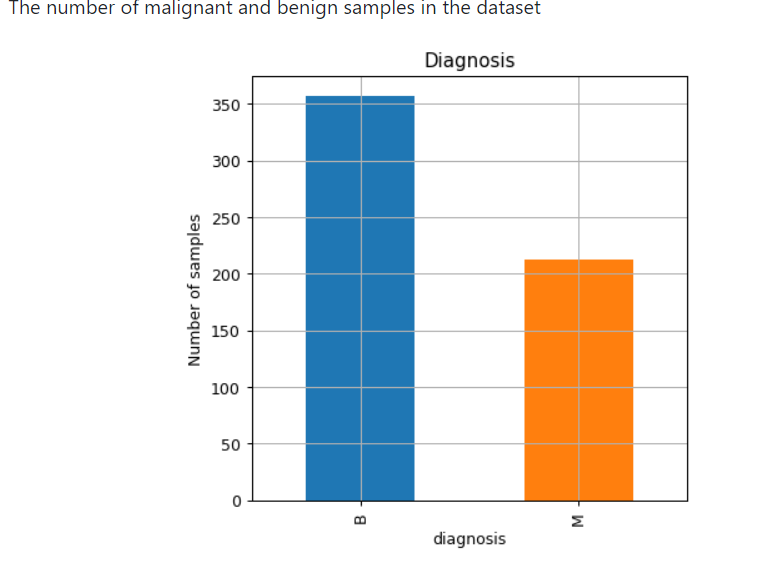 The number of malignant and benign samples in the dataset
Diagnosis
Number of samples
350
300
250
200
150
100
50
0
B
M
diagnosis